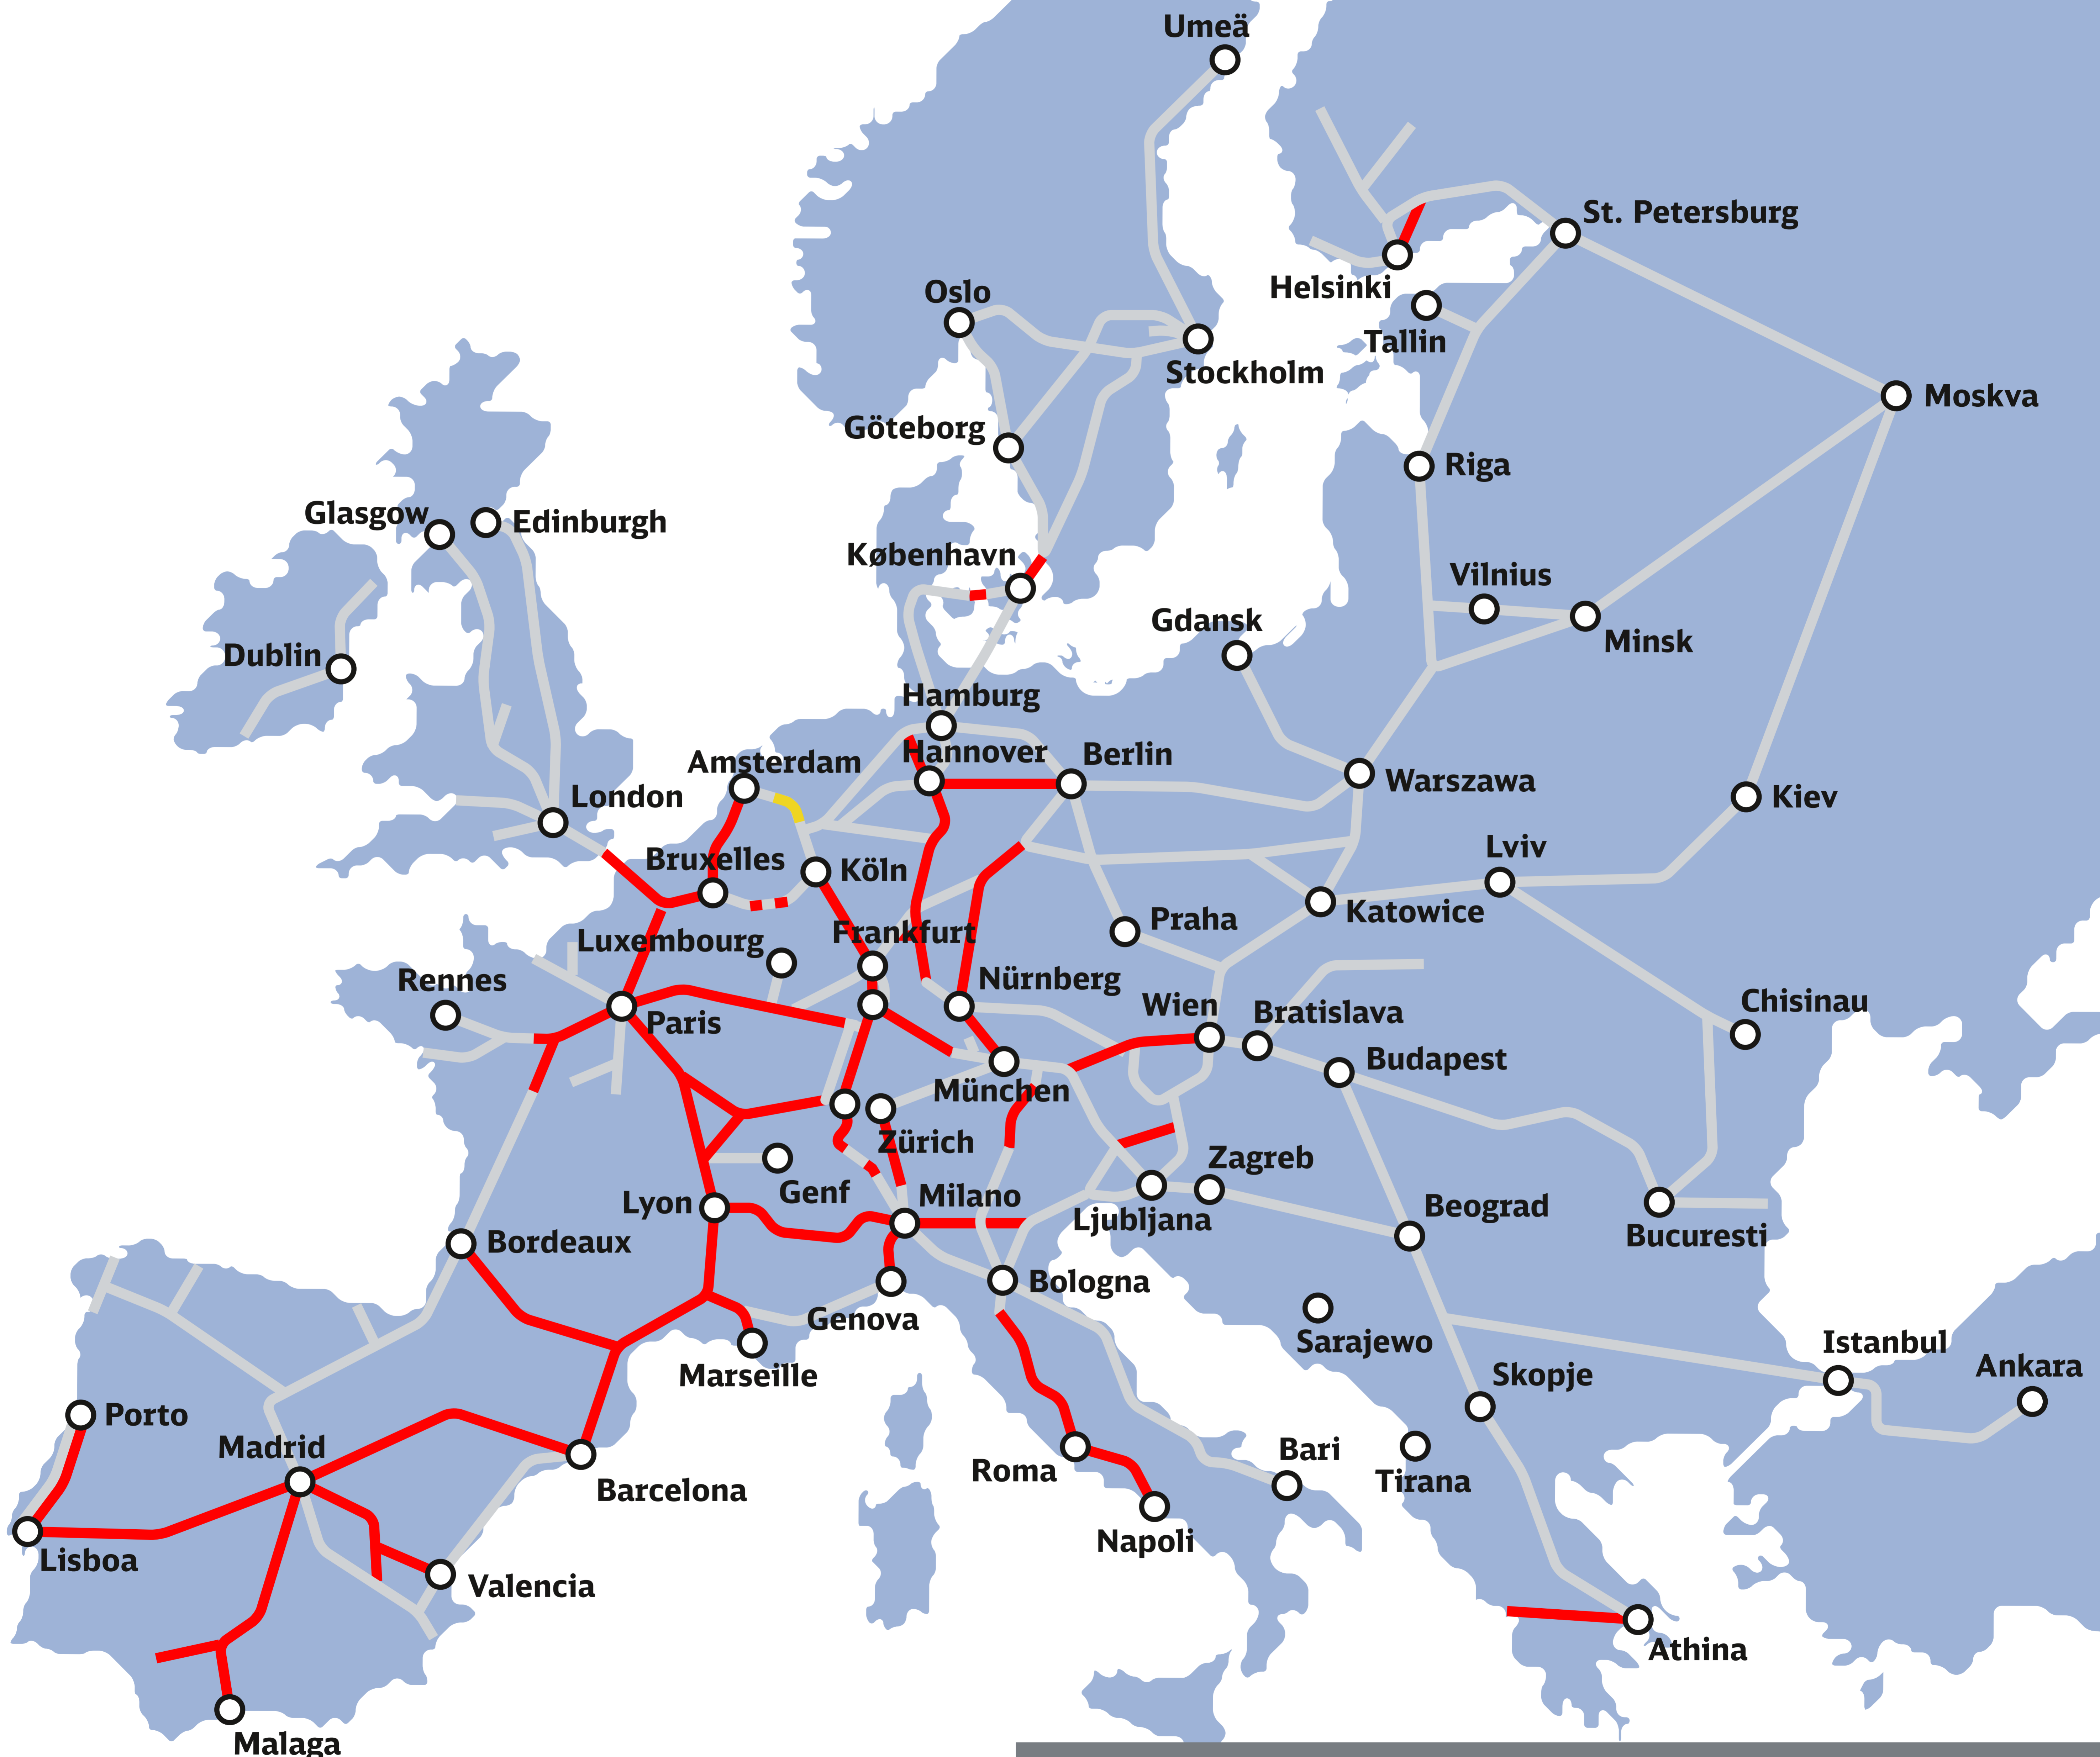 Umeä
St. Petersburg
Helsinki
Oslo
Tallin
Stockholm
Moskva
Göteborg
Riga
Glasgow
Edinburgh
København
Vilnius
Gdansk
Minsk
Dublin
Hamburg
Hannover
Berlin
Amsterdam
Warszawa
London
Kiev
Lviv
Bruxelles
Köln
Katowice
Praha
Frankfurt
Luxembourg
Rennes
Nürnberg
Wien
Bratislava
Chisinau
Paris
Budapest
München
Zürich
Zagreb
Genf
Milano
Lyon
Ljubljana
Beograd
Bucuresti
Bordeaux
Bologna
Genova
Sarajewo
Istanbul
Ankara
Marseille
Skopje
Porto
Madrid
Bari
Roma
Tirana
Barcelona
Napoli
Lisboa
Valencia
Athina
Malaga